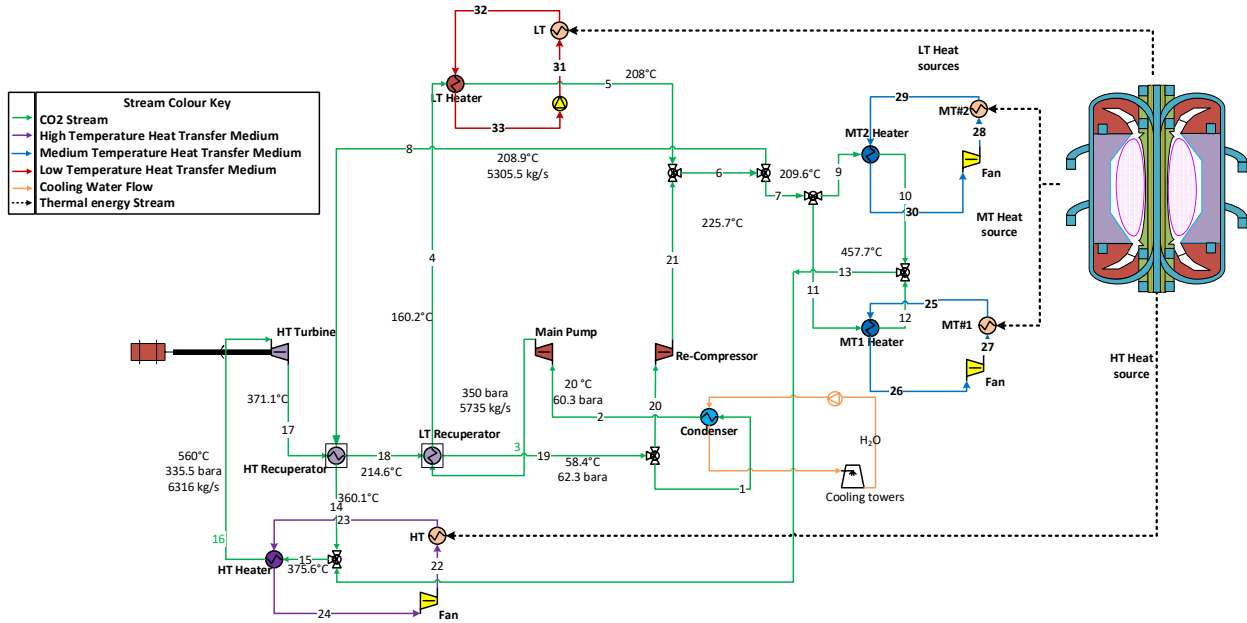 32
LT
31
LT Heater
5
208°C
33
LT Heat
sources
Stream Colour Key
CO2 Stream
High Temperature Heat Transfer Medium
Medium Temperature Heat Transfer Medium
Low Temperature Heat Transfer Medium
Cooling Water Flow
Thermal energy Stream
29
MT#2
28
MT2 Heater
Fan
8
208.9°C
5305.5 kg/s
6
209.6°C
7
9
10
30
MT Heat
source
225.7°C
4
21
457.7°C
13
11
12
25
MT#1
27
MT1 Heater
Fan
26
HT Heat
source
160.2°C
HT Turbine
Main Pump
Re-Compressor
371.1°C
17
350 bara
5735 kg/s
20 °C
60.3 bara
2
20
Condenser
H2O
LT Recuperator
3
560°C
335.5 bara
6316 kg/s
HT Recuperator
18
214.6°C
19
58.4°C
62.3 bara
1
Cooling towers
360.1°C
14
23
16
HT
15
375.6°C
HT Heater
22
24
Fan